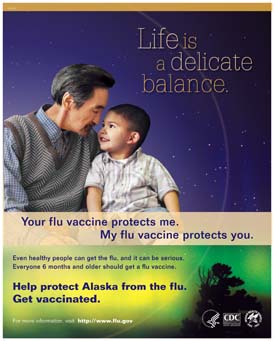 Life is
a delicate
balance.
Your flu vaccine protects me.
My flu vaccine protects you.
Even healthy people can get the flu, and it can be serious.
Everyone 6 months and older should get a flu vaccine.
Help protect Alaska from the flu.
Get vaccinated.
For more information, visit http://www.flu.gov
CDC